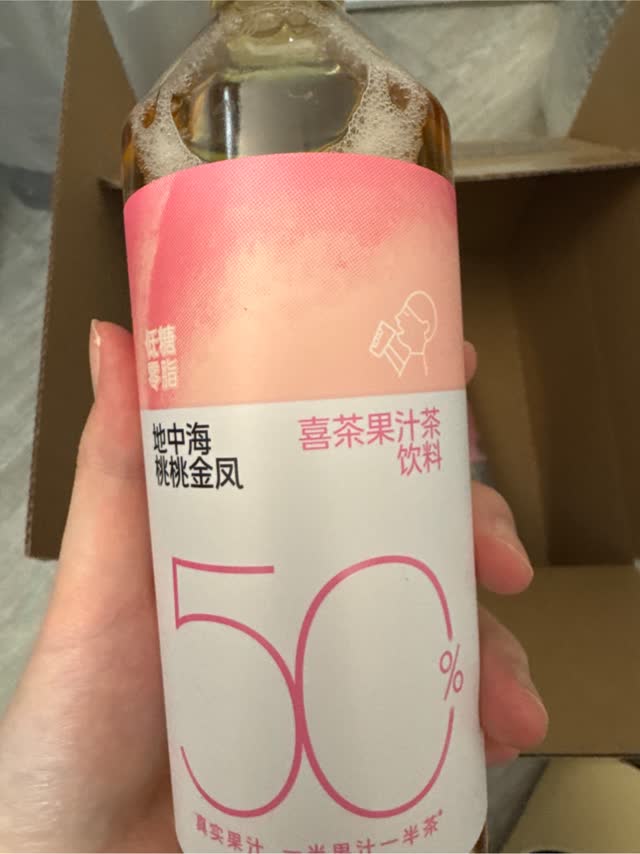 低糖
零脂
地中海
桃桃金凤
喜茶果汁茶
饮料
50%
真实果汁 一半果汁一半茶*